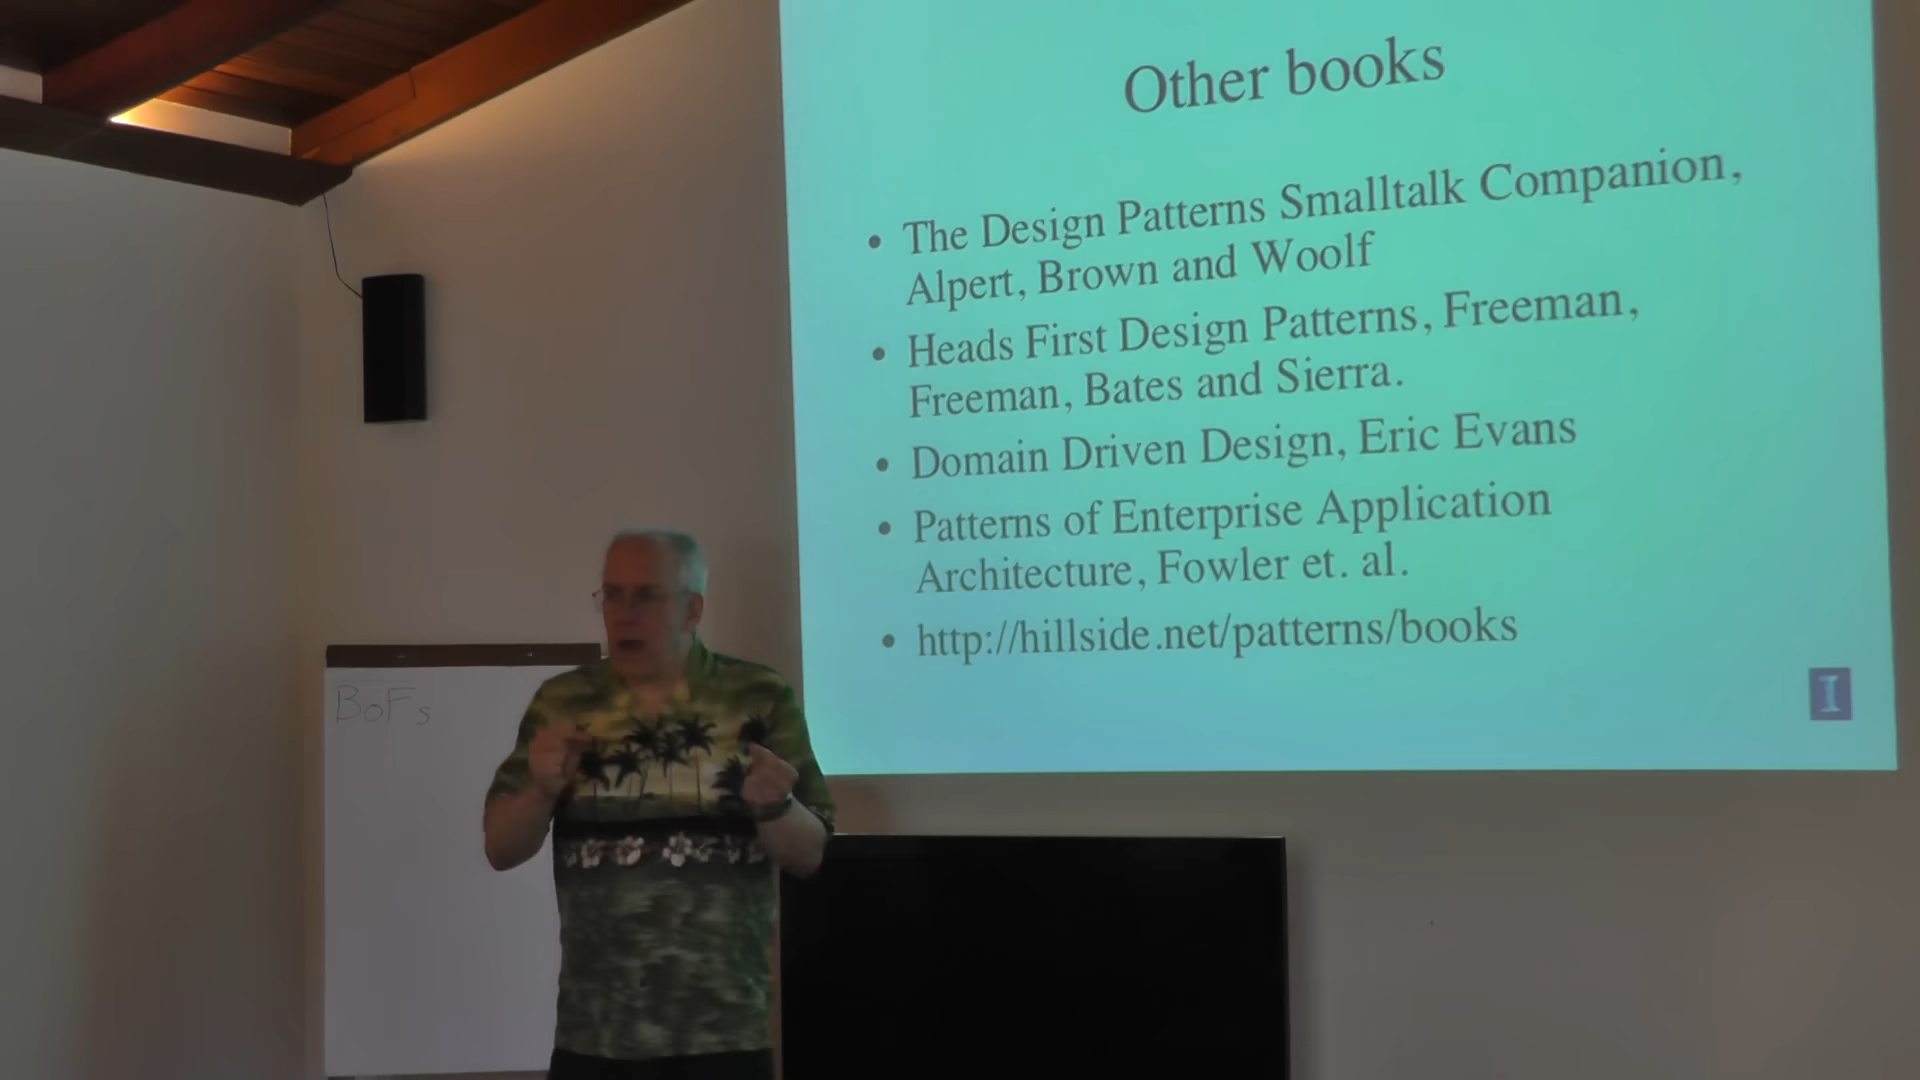 Other books
• The Design Patterns Smalltalk Companion,
Alpert, Brown and Woolf
• Heads First Design Patterns, Freeman,
Freeman, Bates and Sierra.
• Domain Driven Design, Eric Evans
• Patterns of Enterprise Application
Architecture, Fowler et. al.
• http://hillside.net/patterns/books
I
BoFs